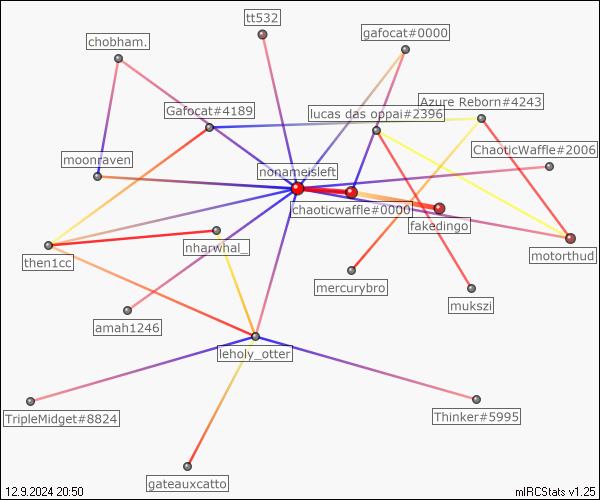 tt532
chobham.
gafocat#0000
Gafocat#4189
lucas das oppai#2396
Azure Reborn#4243
moonraven
nonameisleft
ChaoticWaffle#2006
chaoticwaffle#0000
fakedingo
then1cc
nharwhal_
motorthud
mercurybro
mukszi
amah1246
leholy_otter
TripleMidget#8824
Thinker#5995
gateauxcatto
12.9.2024 20:50
mIRCStats v1.25